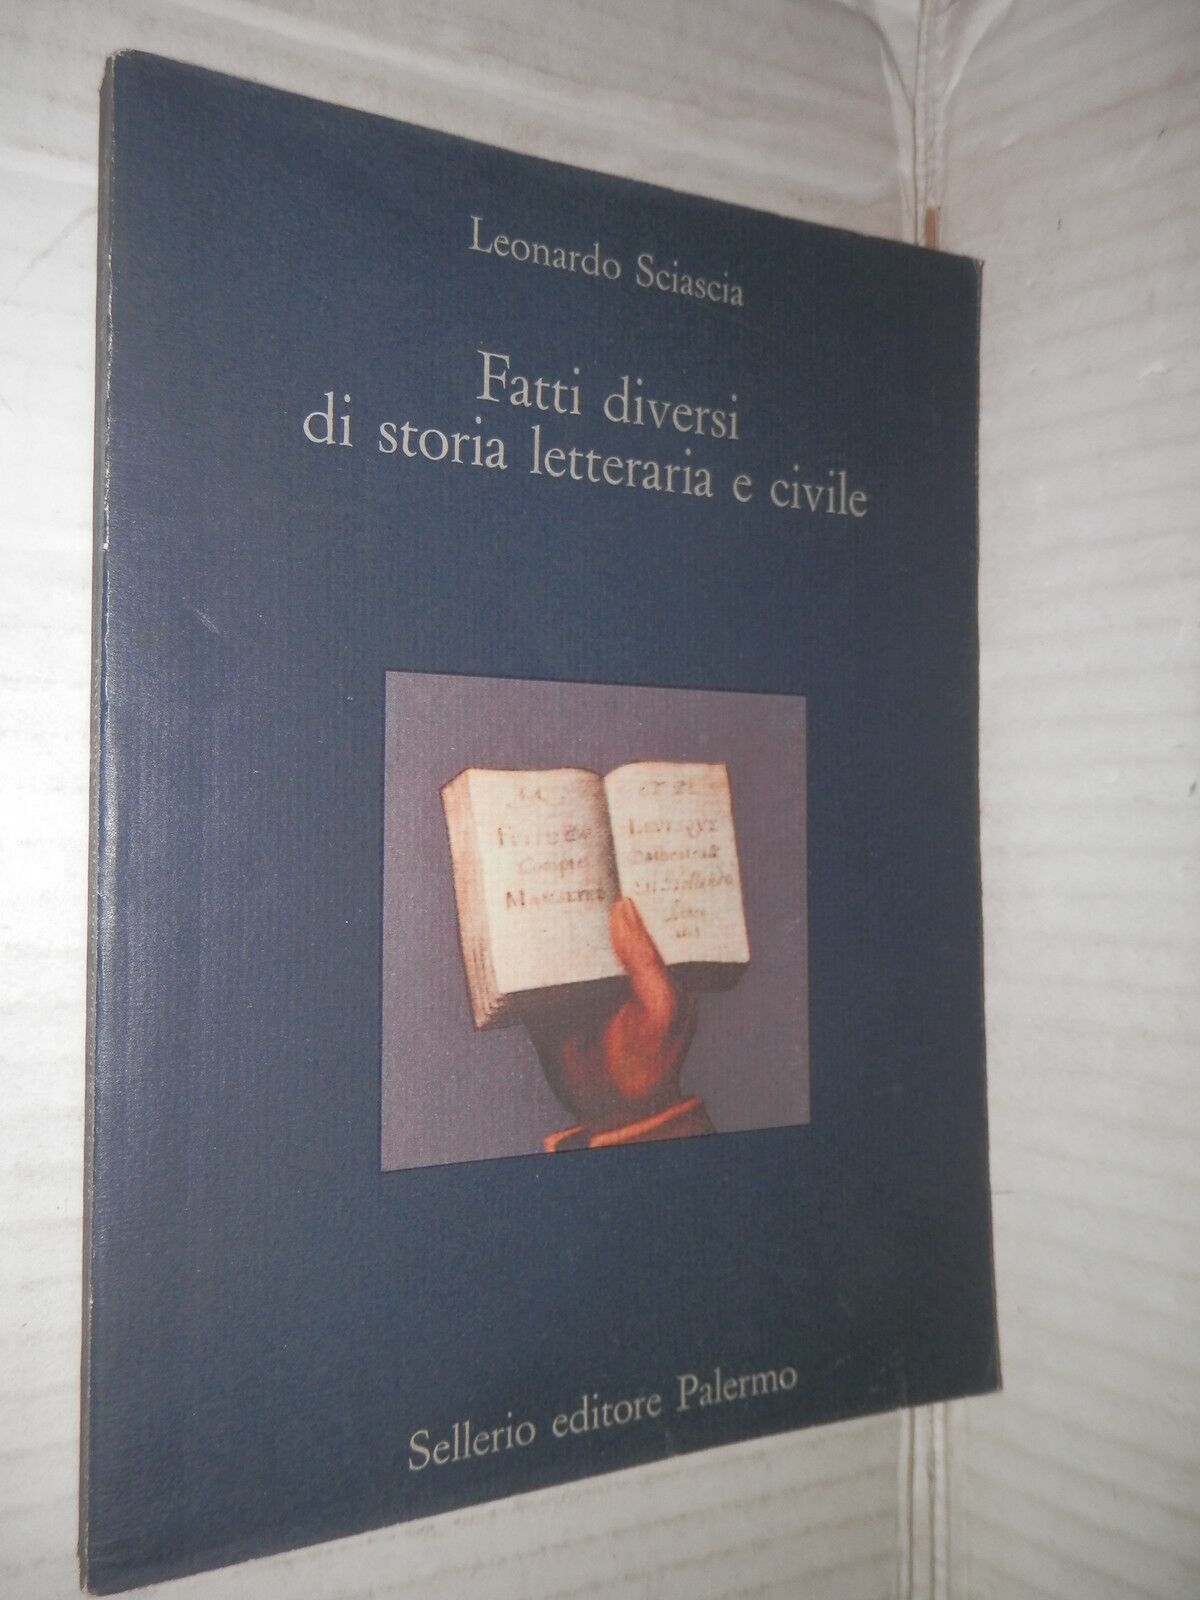 Leonardo Sciascia
Fatti diversi
di storia letteraria e civile
Sellerio editore Palermo